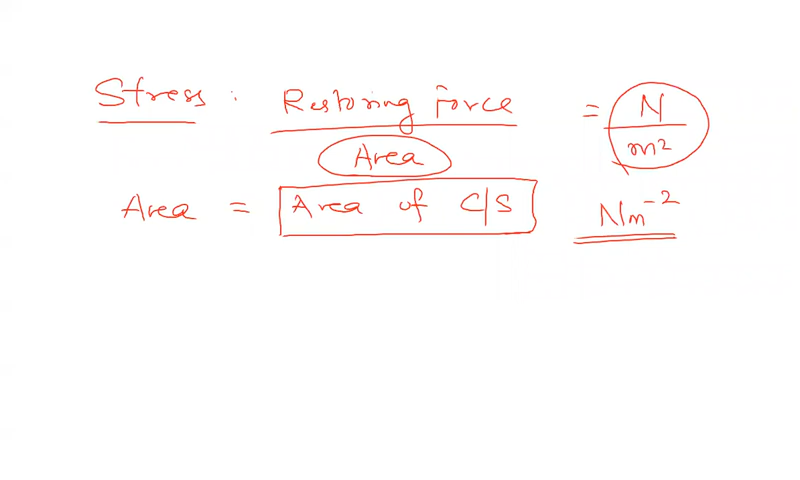 Stress : Restoring Force = N
Area m²
Area = Area of C/S Nm⁻²